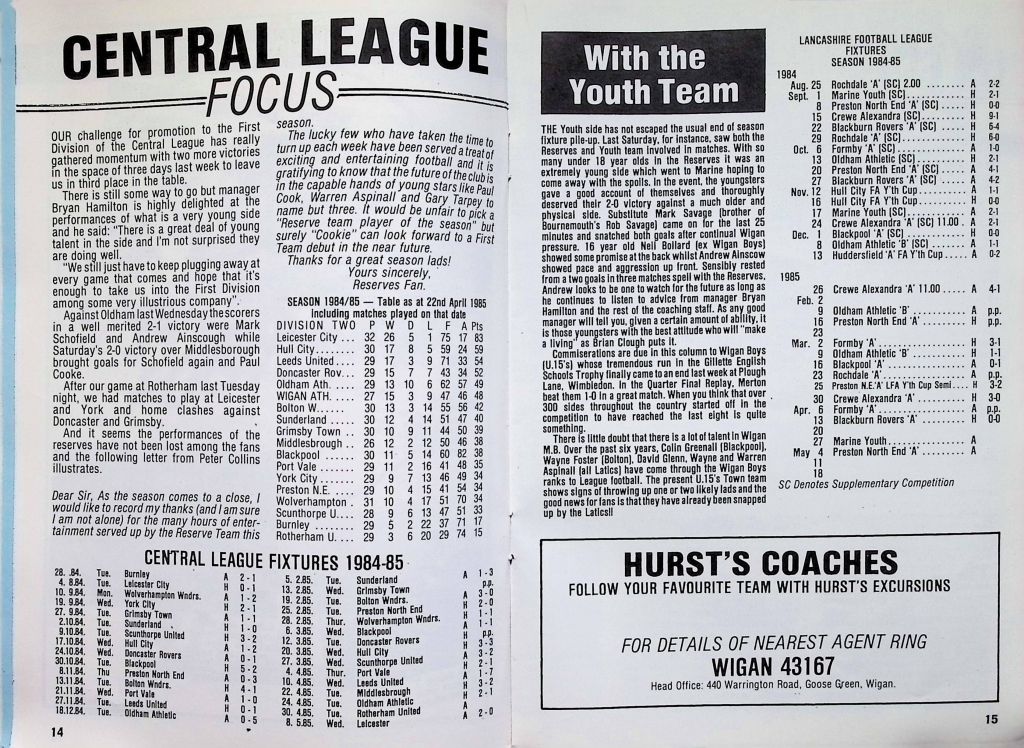 CENTRAL LEAGUE
FOCUS
OUR challenge for promotion to the First
Division of the Central League has really
gathered momentum with two more victories
in the space of three days last week to leave
us in third place in the table.
There is still some way to go but manager
Bryan Hamilton is highly delighted at the
performances of what is a very young side
and he said: "There is a great deal of young
talent in the side and I'm not surprised they
are doing well.
"We still just have to keep plugging away at
every game that comes and hope that it's
enough to take us into the First Division
among some very illustrious company".
Against Oldham last Wednesday the scorers
in a well merited 2-1 victory were Mark
Schofield and Andrew Ainscough while
Saturday's 2-0 victory over Middlesborough
brought goals for Schofield again and Paul
Cooke.
After our game at Rotherham last Tuesday
night, we had matches to play at Leicester
and York and home clashes against
Doncaster and Grimsby.
And it seems the performances of the
reserves have not been lost among the fans
and the following letter from Peter Collins
illustrates.
Dear Sir, As the season comes to a close, I
would like to record my thanks (and I am sure
I am not alone) for the many hours of enter-
tainment served up by the Reserve Team this
season.
The lucky few who have taken the time to
turn up each week have been served a treat of
exciting and entertaining football and it is
gratifying to know that the future of the club is
in the capable hands of young stars like Paul
Cook, Warren Aspinall and Gary Tarpey to
name but three. It would be unfair to pick a
"Reserve team player of the season" but
surely "Cookie" can look forward to a First
Team debut in the near future.
Thanks for a great season lads!
Yours sincerely,
Reserves Fan.
SEASON 1984/85 — Table as at 22nd April 1985
including matches played on that date
DIVISION TWO P W D L F A Pts
Leicester City ... 32 26 5 1 75 17 83
Hull City........ 30 17 8 5 59 24 59
Leeds United.... 29 17 3 9 71 33 54
Doncaster Rov... 29 15 7 7 43 34 52
Oldham Ath. .... 29 13 10 6 62 57 49
WIGAN ATH. .... 27 15 3 9 47 46 48
Bolton W...... 30 13 3 14 55 56 42
Sunderland ..... 30 12 4 14 51 47 40
Grimsby Town .. 30 10 9 11 44 50 39
Middlesbrough .. 26 12 2 12 50 46 38
Blackpool ...... 30 11 5 14 60 82 38
Port Vale ....... 29 11 2 16 41 48 35
York City ....... 29 9 7 13 46 49 34
Preston N.E. .... 29 10 4 15 41 54 34
Wolverhampton . 31 10 4 17 51 70 34
Scunthorpe U.... 28 9 6 13 47 51 33
Burnley ........ 29 5 2 22 37 71 17
Rotherham U. ... 29 3 6 20 29 74 15
CENTRAL LEAGUE FIXTURES 1984-85
28. .84. Tue. Burnley A 2-1
4. 8.84. Tue. Leicester City H 0-1
10. 9.84. Mon. Wolverhampton Wndrs. A 1-2
19. 9.84. Wed. York City H 2-1
27. 9.84. Tue. Grimsby Town A 1-1
2.10.84. Tue. Sunderland H 1-0
9.10.84. Tue. Scunthorpe United H 3-2
17.10.84. Wed. Hull City A 1-2
24.10.84. Wed. Doncaster Rovers A 0-1
30.10.84. Tue. Blackpool H 5-2
8.11.84. Thu Preston North End A 0-3
13.11.84. Tue. Bolton Wndrs. H 4-1
21.11.84. Wed. Port Vale A 1-0
27.11.84. Tue. Leeds United H 0-1
18.12.84. Tue. Oldham Athletic A 0-5
5. 2.85. Tue. Sunderland A 1-3
13. 2.85. Wed. Grimsby Town p.p.
19. 2.85. Tue. Bolton Wndrs. A 3-0
25. 2.85. Tue. Preston North End H 2-0
28. 2.85. Thur. Wolverhampton Wndrs. H 1-1
6. 3.85. Wed. Blackpool A 1-1
12. 3.85. Tue. Doncaster Rovers H p.p.
20. 3.85. Wed. Hull City H 3-3
27. 3.85. Wed. Scunthorpe United A 3-2
4. 4.85. Thur. Port Vale H 2-1
10. 4.85. Wed. Leeds United A 1-7
22. 4.85. Tue. Middlesbrough H 3-2
24. 4.85. Tue. Oldham Athletic H 2-1
30. 4.85. Tue. Rotherham United A
8. 5.85. Wed. Leicester A 2-0
14
With the
Youth Team
THE Youth side has not escaped the usual end of season
fixture pile-up. Last Saturday, for instance, saw both the
Reserves and Youth team involved in matches. With so
many under 18 year olds in the Reserves it was an
extremely young side which went to Marine hoping to
come away with the spoils. In the event, the youngsters
gave a good account of themselves and thoroughly
deserved their 2-0 victory against a much older and
physical side. Substitute Mark Savage (brother of
Bournemouth's Rob Savage) came on for the last 25
minutes and snatched both goals after continual Wigan
pressure. 16 year old Neil Bollard (ex Wigan Boys)
showed some promise at the back whilst Andrew Ainscow
showed pace and aggression up front. Sensibly rested
from a two goals in three matches spell with the Reserves,
Andrew looks to be one to watch for the future as long as
he continues to listen to advice from manager Bryan
Hamilton and the rest of the coaching staff. As any good
manager will tell you, given a certain amount of ability, it
is those youngsters with the best attitude who will "make
a living" as Brian Clough puts it.
Commiserations are due in this column to Wigan Boys
(U.15's) whose tremendous run in the Gillette English
Schools Trophy finally came to an end last week at Plough
Lane, Wimbledon. In the Quarter Final Replay, Merton
beat them 1-0 in a great match. When you think that over
300 sides throughout the country started off in the
competition to have reached the last eight is quite
something.
There is little doubt that there is a lot of talent in Wigan
M.B. Over the past six years, Colin Greenall (Blackpool),
Wayne Foster (Bolton), David Glenn, Wayne and Warren
Aspinall (all Latics) have come through the Wigan Boys
ranks to League football. The present U.15's Town team
shows signs of throwing up one or two likely lads and the
good news for fans is that they have already been snapped
up by the Latics!!
LANCASHIRE FOOTBALL LEAGUE
FIXTURES
SEASON 1984-85
1984
Aug. 25 Rochdale 'A' (SC) 2.00 ........ A 2-2
Sept. 1 Marine Youth (SC)............ H 2-1
8 Preston North End 'A' (SC) ..... H 0-0
15 Crewe Alexandra (SC) ......... H 9-1
22 Blackburn Rovers 'A' (SC) ..... H 6-4
29 Rochdale 'A' (SC)............. H 6-0
Oct. 6 Formby 'A' (SC) .............. A 1-0
13 Oldham Athletic (SC).......... H 2-1
20 Preston North End 'A' (SC) ..... A 4-1
27 Blackburn Rovers 'A' (SC) ..... A 4-2
Nov. 12 Hull City FA Y'th Cup.......... A 1-1
16 Hull City FA Y'th Cup.......... H 0-0
17 Marine Youth (SC)............ A 2-1
24 Crewe Alexandra 'A' (SC) 11.00 . A 2-1
Dec. 1 Blackpool 'A' (SC)............ H 0-0
8 Oldham Athletic 'B' (SC) ...... A 1-1
13 Huddersfield 'A' FA Y'th Cup.... A 0-2
1985
26 Crewe Alexandra 'A' 11.00 ..... A 4-1
Feb. 2
9 Oldham Athletic 'B'........... A p.p.
16 Preston North End 'A'......... H p.p.
23
Mar. 2 Formby 'A'.................. H 3-1
9 Oldham Athletic 'B'........... H 1-1
16 Blackpool 'A'................ A 0-1
23 Rochdale 'A'................. A p.p.
25 Preston N.E.'A' LFA Y'th Cup Semi.... H 3-2
30 Crewe Alexandra 'A' .......... H 3-0
Apr. 6 Formby 'A'.................. A p.p.
13 Blackburn Rovers 'A' ......... H 0-0
20
27 Marine Youth................ A
May 4 Preston North End 'A' ......... A
11
18
SC Denotes Supplementary Competition
HURST'S COACHES
FOLLOW YOUR FAVOURITE TEAM WITH HURST'S EXCURSIONS
FOR DETAILS OF NEAREST AGENT RING
WIGAN 43167
Head Office: 440 Warrington Road, Goose Green, Wigan.
15